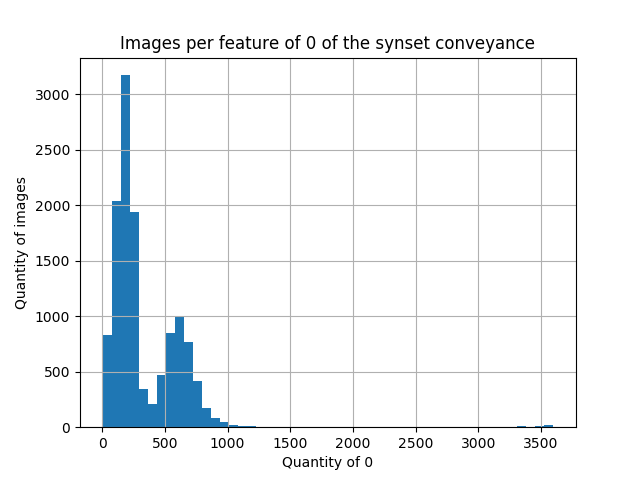 Images per feature of 0 of the synset conveyance
Quantity of images
3000
2500
2000
1500
1000
500
0
0 500 1000 1500 2000 2500 3000 3500
Quantity of 0